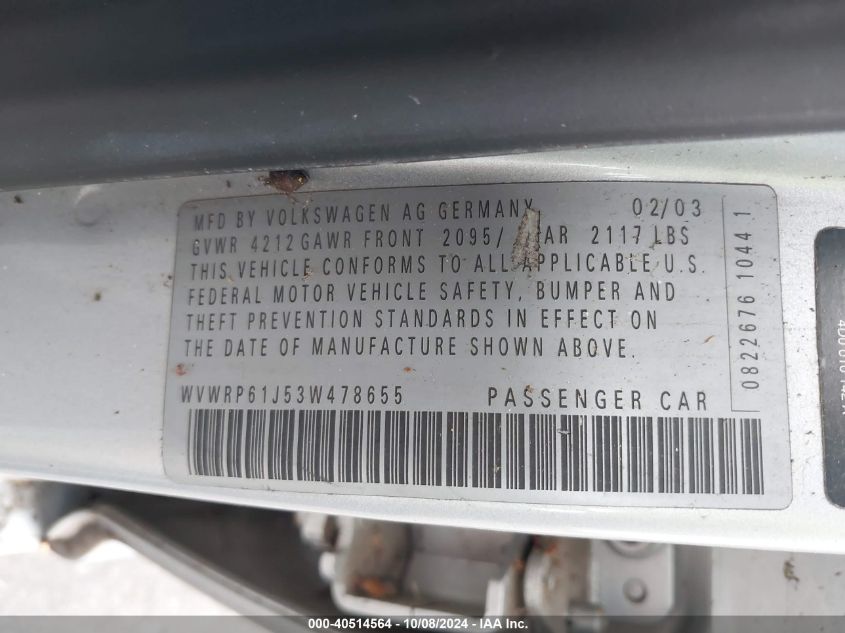 MFD BY VOLKSWAGEN AG GERMANY 02/03
GVWR 4212 GAWR FRONT 2095/ AR 2117 LBS
THIS VEHICLE CONFORMS TO ALL APPLICABLE U.S.
FEDERAL MOTOR VEHICLE SAFETY, BUMPER AND
THEFT PREVENTION STANDARDS IN EFFECT ON
THE DATE OF MANUFACTURE SHOWN ABOVE.
WVWRP61J53W478655 PASSENGER CAR
0822676 1044 1
000-40514564 - 10/08/2024 - IAA Inc.